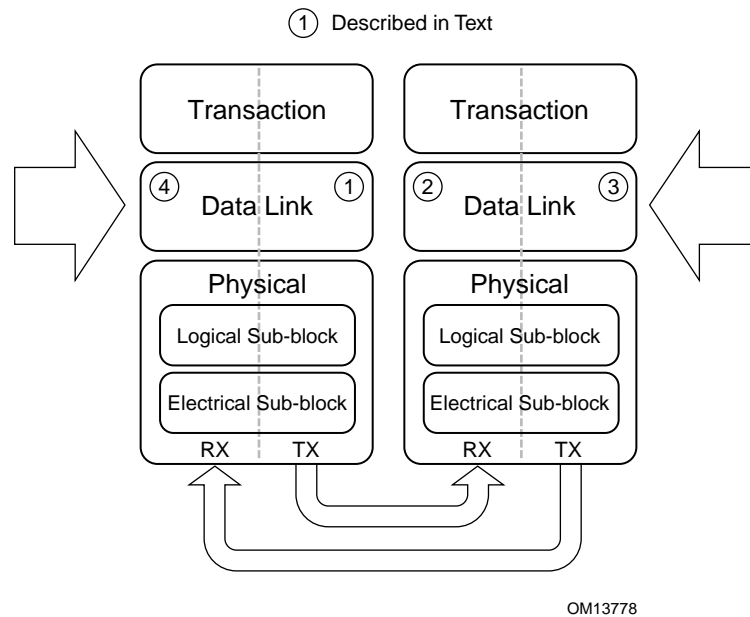 ① Described in Text
Transaction Transaction
④ Data Link ① ② Data Link ③
Physical Physical
Logical Sub-block Logical Sub-block
Electrical Sub-block Electrical Sub-block
RX TX RX TX
OM13778